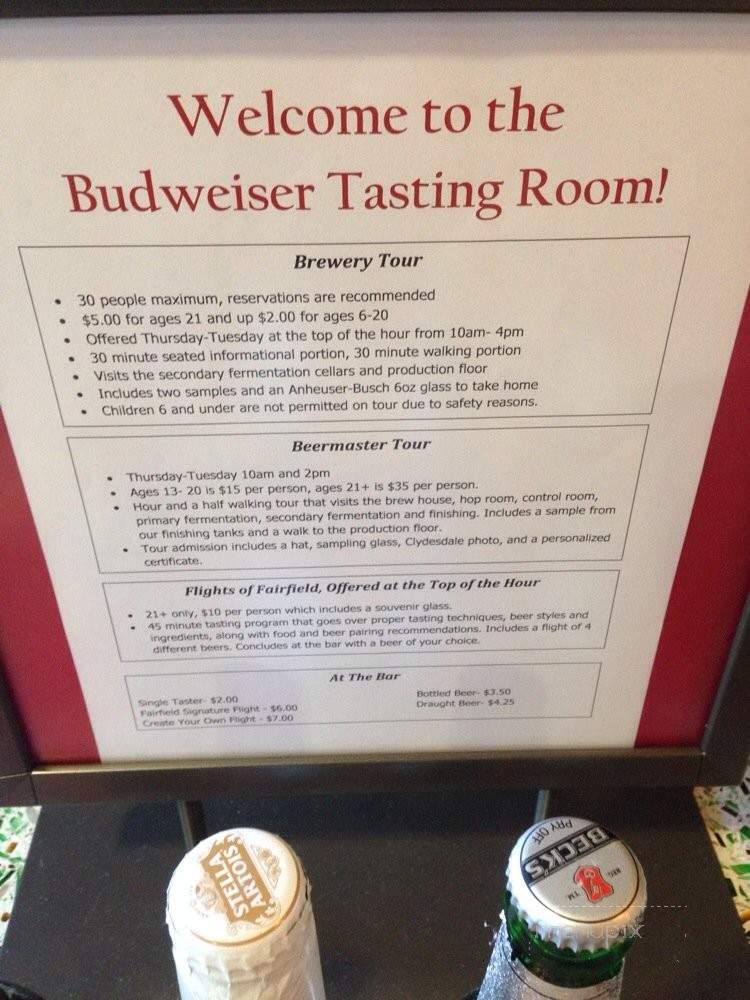 Welcome to the
Budweiser Tasting Room!
Brewery Tour
• 30 people maximum, reservations are recommended
• $5.00 for ages 21 and up $2.00 for ages 6-20
• Offered Thursday-Tuesday at the top of the hour from 10am- 4pm
• 30 minute seated informational portion, 30 minute walking portion
• Visits the secondary fermentation cellars and production floor
• Includes two samples and an Anheuser-Busch 6oz glass to take home
• Children 6 and under are not permitted on tour due to safety reasons.
Beermaster Tour
• Thursday-Tuesday 10am and 2pm
• Ages 13- 20 is $15 per person, ages 21+ is $35 per person.
• Hour and a half walking tour that visits the brew house, hop room, control room,
primary fermentation, secondary fermentation and finishing. Includes a sample from
our finishing tanks and a walk to the production floor.
• Tour admission includes a hat, sampling glass, Clydesdale photo, and a personalized
certificate.
Flights of Fairfield, Offered at the Top of the Hour
• 21+ only, $10 per person which includes a souvenir glass.
• 45 minute tasting program that goes over proper tasting techniques, beer styles and
ingredients, along with food and beer pairing recommendations. Includes a flight of 4
different beers. Concludes at the bar with a beer of your choice.
At The Bar
Single Taster- $2.00
Fairfield Signature Flight - $6.00
Create Your Own Flight - $7.00
Bottled Beer- $3.50
Draught Beer- $4.25
STELLA
ARTOIS
PRY OFF
BECK'S
REG
TM